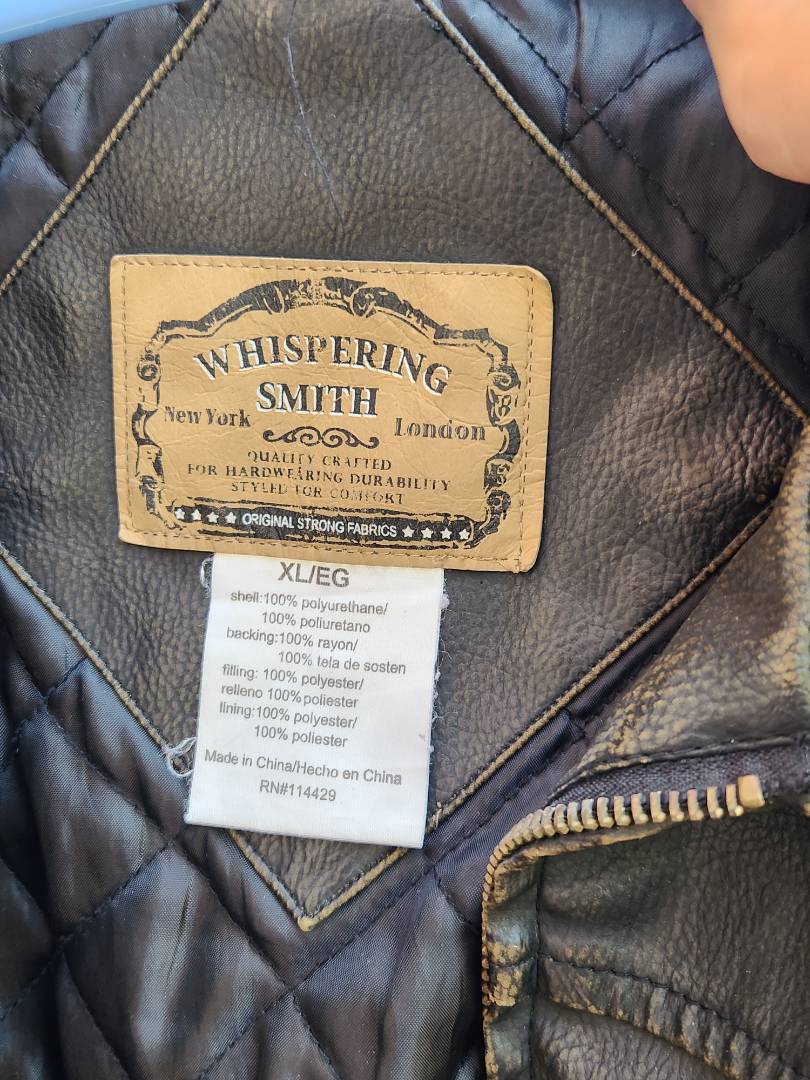 WHISPERING
SMITH
New York London
QUALITY CRAFTED
FOR HARDWEARING DURABILITY
STYLED FOR COMFORT
ORIGINAL STRONG FABRICS
XL/EG
shell:100% polyurethane/
100% poliuretano
backing:100% rayon/
100% tela de sosten
filling: 100% polyester/
relleno 100% poliester
lining:100% polyester/
100% poliester
Made in China/Hecho en China
RN#114429